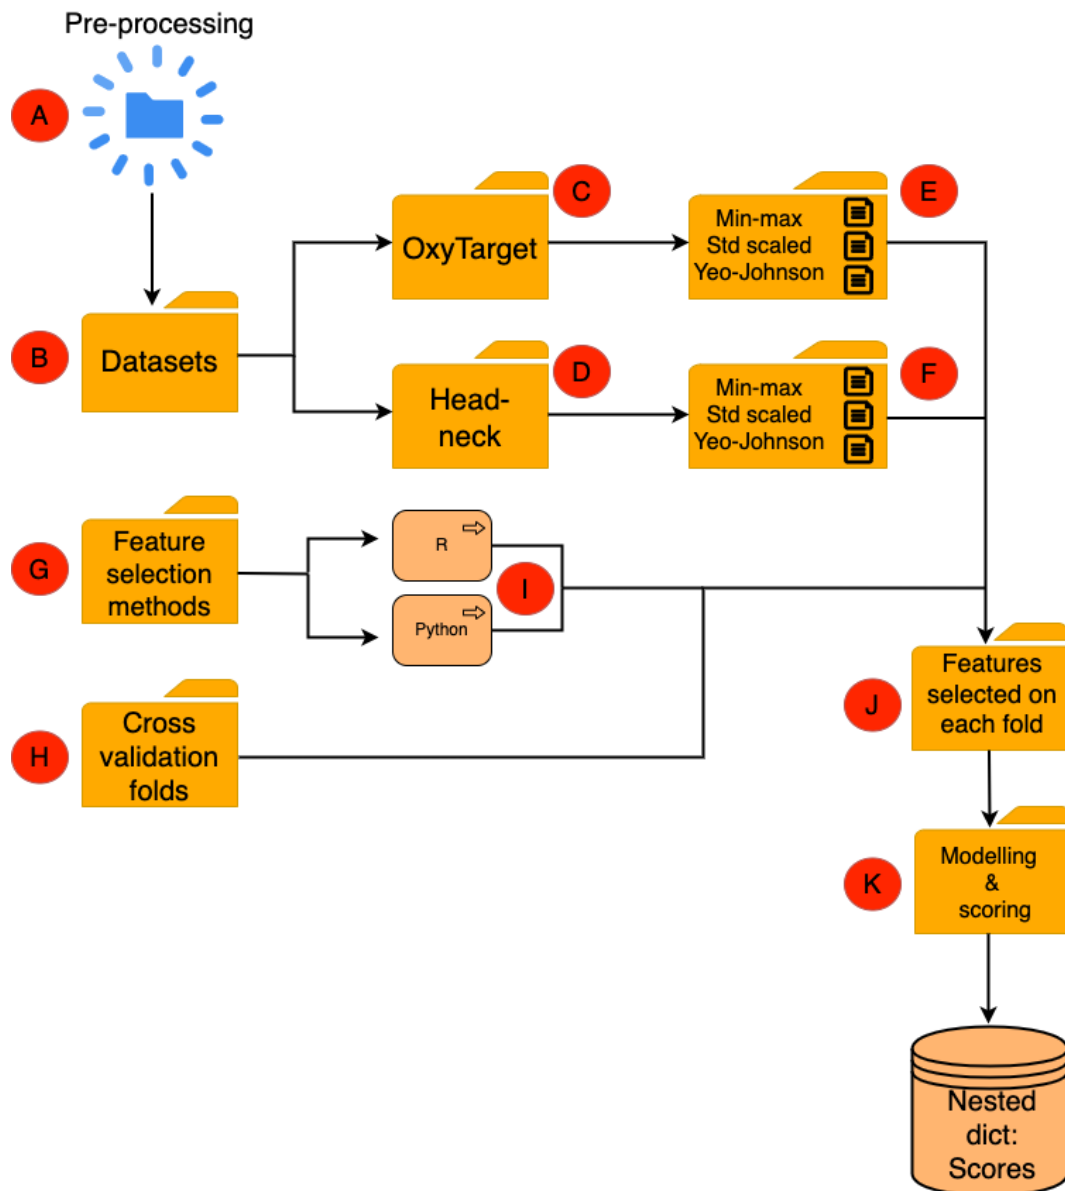 Pre-processing
A
B
Datasets
C
OxyTarget
D
Head-
neck
E
Min-max
Std scaled
Yeo-Johnson
F
Min-max
Std scaled
Yeo-Johnson
G
Feature
selection
methods
R
I
Python
H
Cross
validation
folds
J
Features
selected on
each fold
K
Modelling
&
scoring
Nested
dict:
Scores